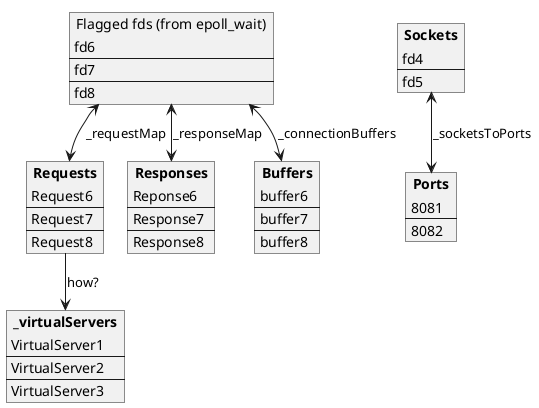 Flagged fds (from epoll_wait)
fd6
fd7
fd8
Sockets
fd4
fd5
_requestMap
_responseMap
_connectionBuffers
_socketsToPorts
Requests
Request6
Request7
Request8
Responses
Reponse6
Response7
Response8
Buffers
buffer6
buffer7
buffer8
Ports
8081
8082
how?
_virtualServers
VirtualServer1
VirtualServer2
VirtualServer3